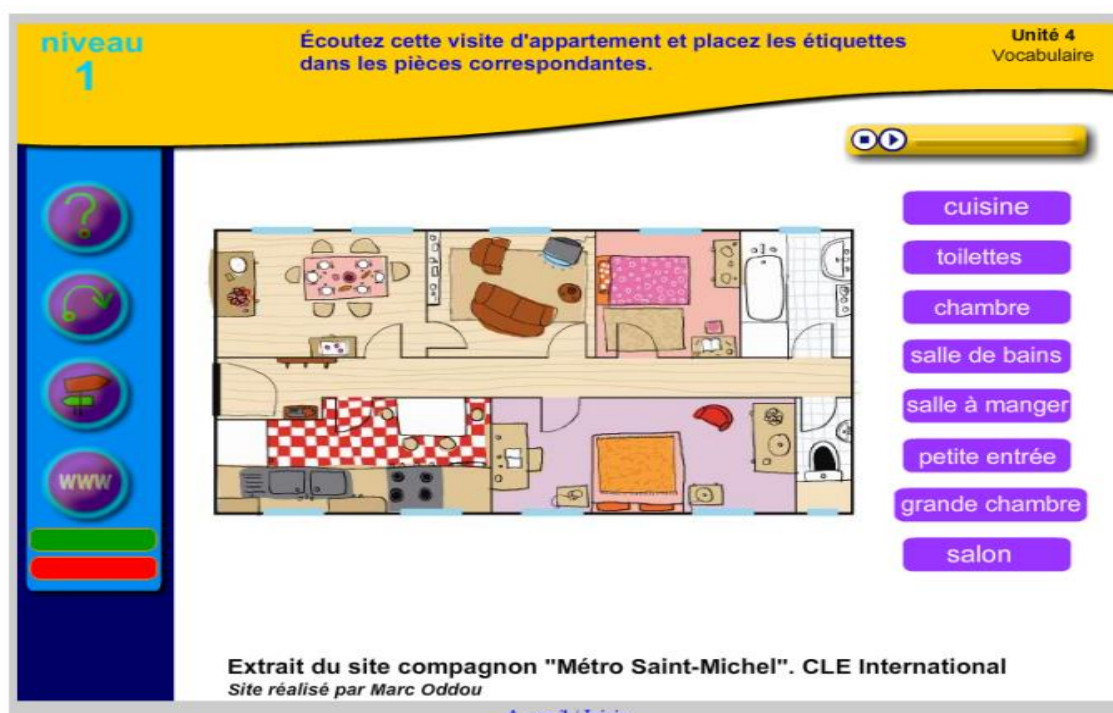 niveau
1
Écoutez cette visite d'appartement et placez les étiquettes
dans les pièces correspondantes.
Unité 4
Vocabulaire
cuisine
toilettes
chambre
salle de bains
salle à manger
petite entrée
grande chambre
salon
WWW
Extrait du site compagnon "Métro Saint-Michel". CLE International
Site réalisé par Marc Oddou